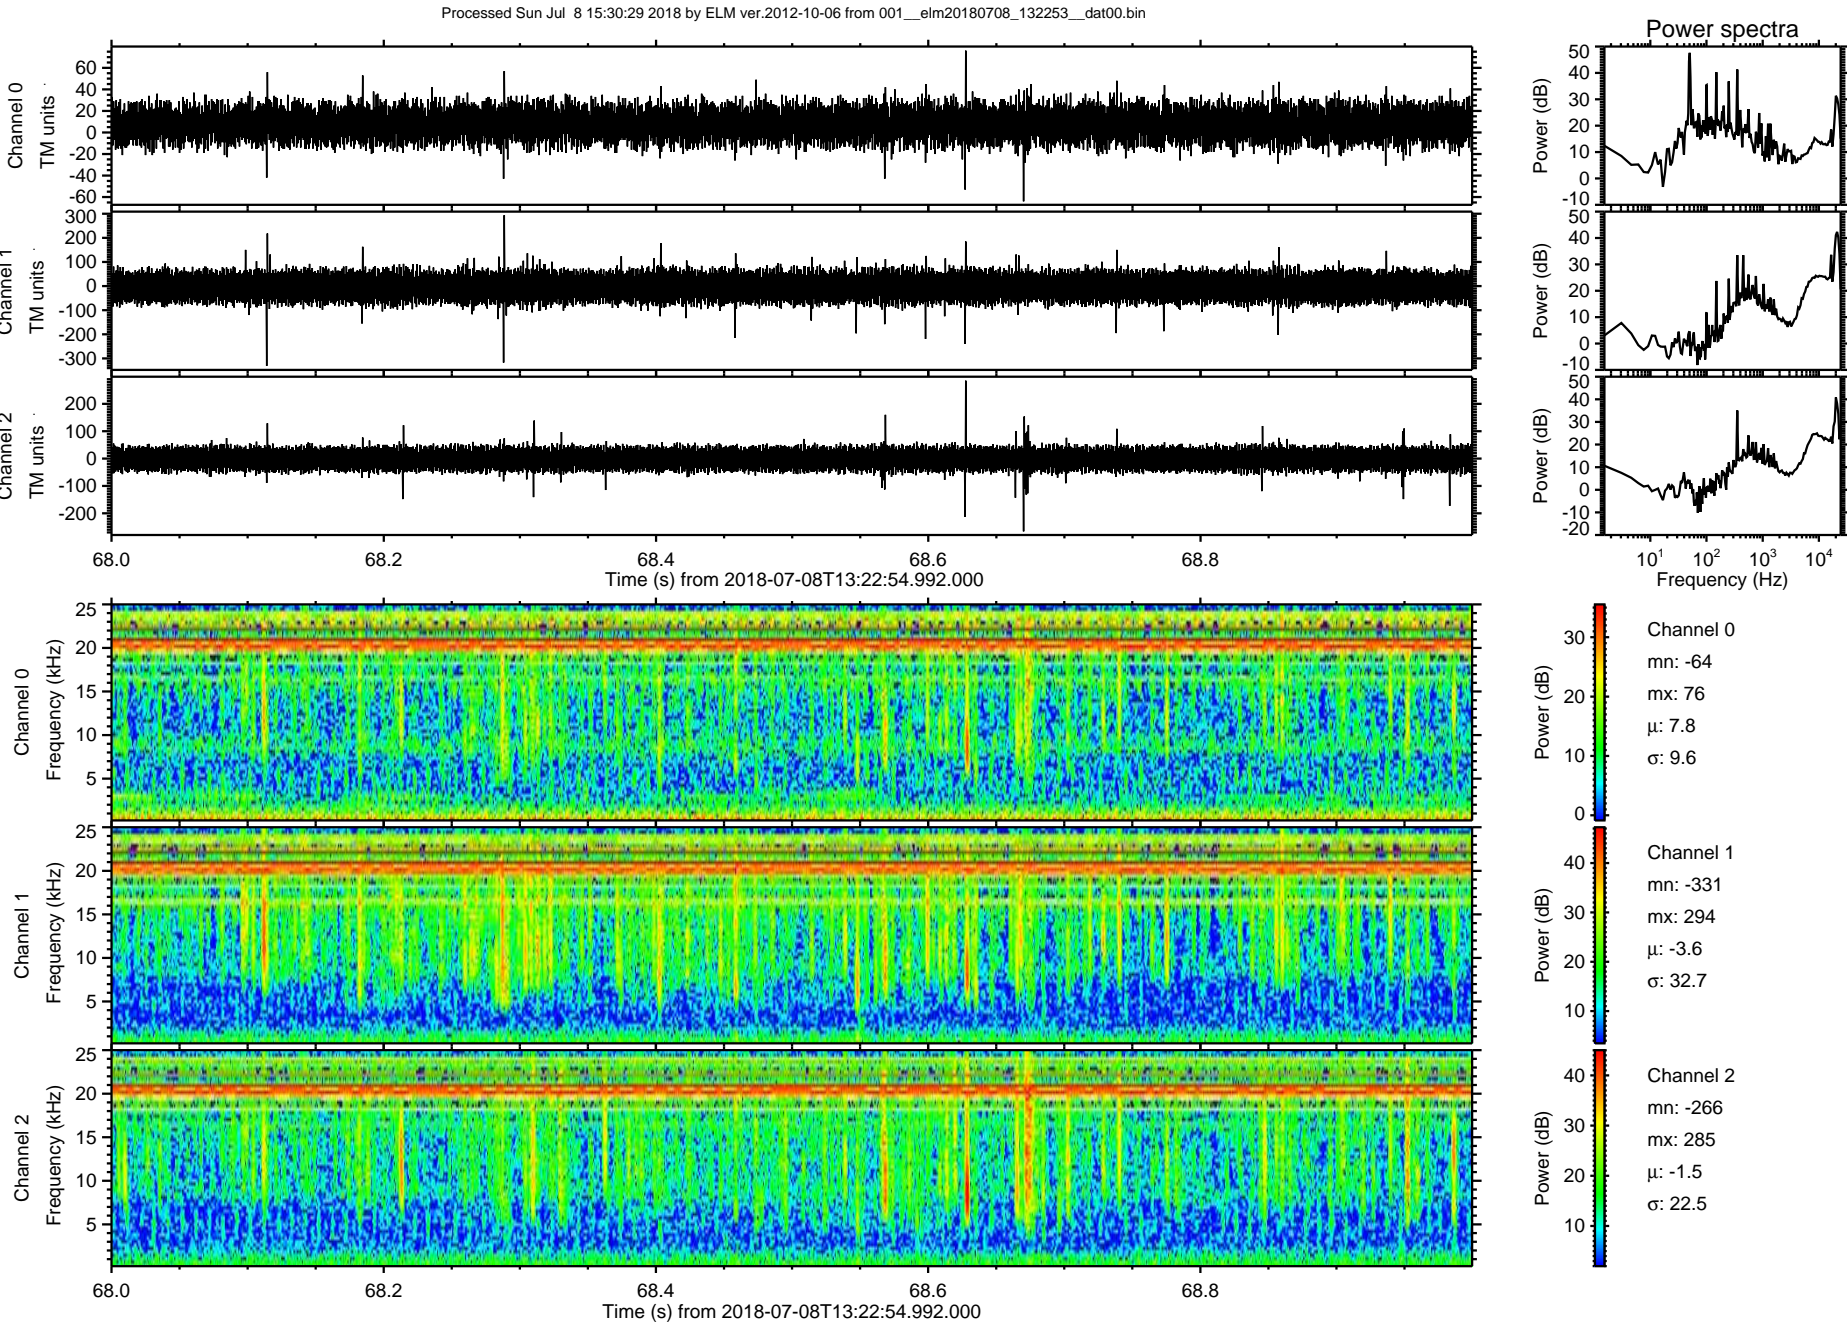 Processed Sun Jul 8 15:30:29 2018 by ELM ver.2012-10-06 from 001__elm20180708_132253__dat00.bin
Power spectra
Channel 0
TM units
60
40
20
0
-20
-40
-60
Power (dB)
50
40
30
20
10
0
-10
Channel 1
TM units
300
200
100
0
-100
-200
-300
Power (dB)
50
40
30
20
10
0
-10
Channel 2
TM units
200
100
0
-100
-200
Power (dB)
50
40
30
20
10
0
-10
-20
68.0 68.2 68.4 68.6 68.8
Time (s) from 2018-07-08T13:22:54.992.000
10^1 10^2 10^3 10^4
Frequency (Hz)
Channel 0
Frequency (kHz)
25
20
15
10
5
Power (dB)
30
20
10
0
Channel 0
mn: -64
mx: 76
μ: 7.8
σ: 9.6
Channel 1
Frequency (kHz)
25
20
15
10
5
Power (dB)
40
30
20
10
Channel 1
mn: -331
mx: 294
μ: -3.6
σ: 32.7
Channel 2
Frequency (kHz)
25
20
15
10
5
Power (dB)
40
30
20
10
Channel 2
mn: -266
mx: 285
μ: -1.5
σ: 22.5
68.0 68.2 68.4 68.6 68.8
Time (s) from 2018-07-08T13:22:54.992.000